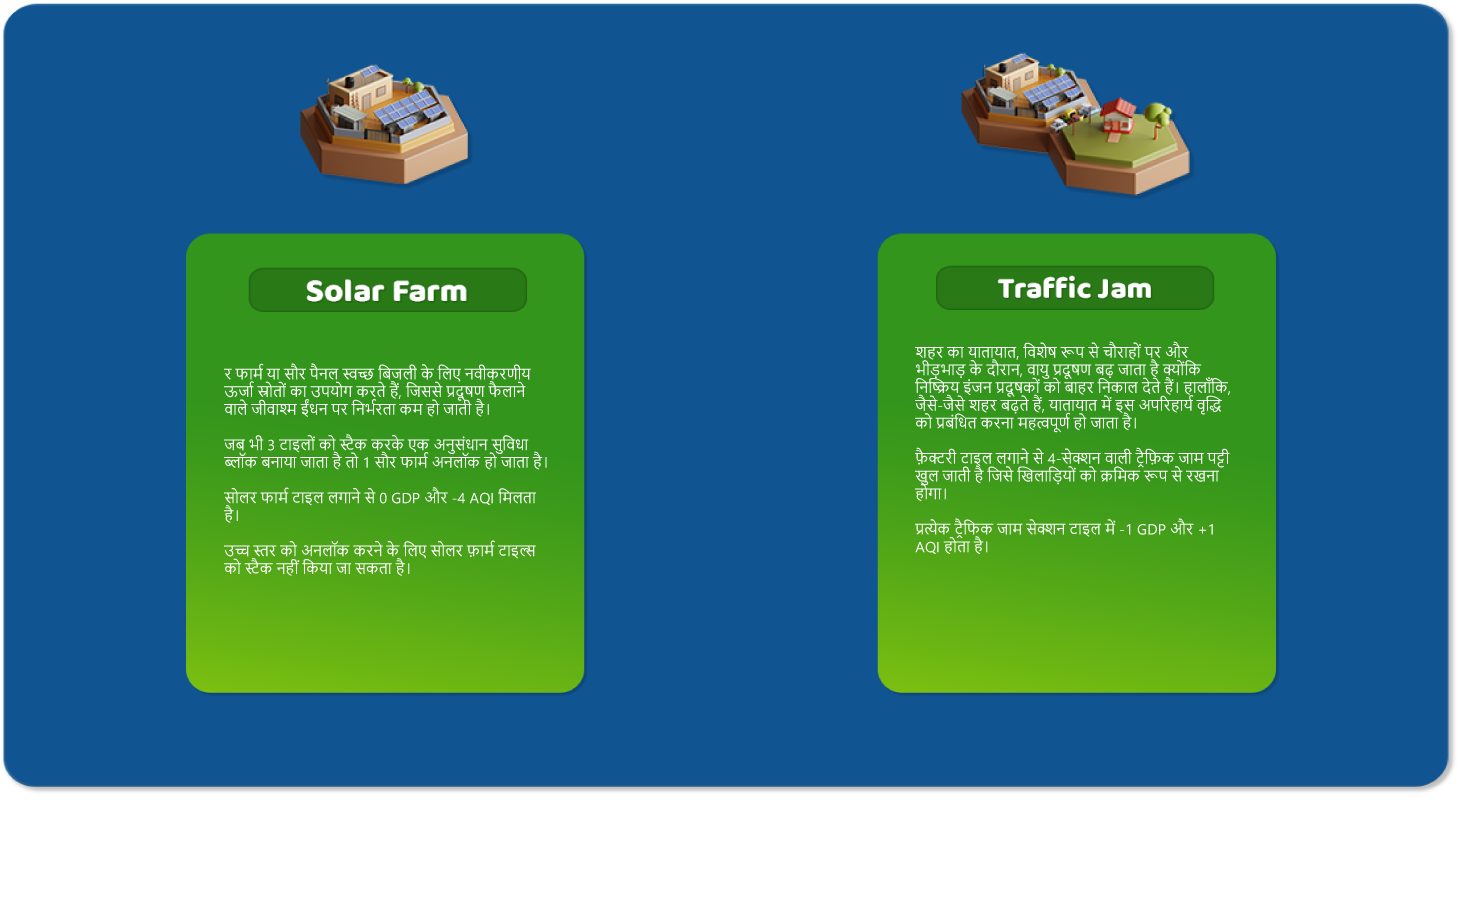 Solar Farm
र फार्म या सौर पैनल स्वच्छ बिजली के लिए नवीकरणीय
ऊर्जा स्रोतों का उपयोग करते हैं, जिससे प्रदूषण फैलाने
वाले जीवाश्म ईंधन पर निर्भरता कम हो जाती है।
जब भी 3 टाइलों को स्टैक करके एक अनुसंधान सुविधा
ब्लॉक बनाया जाता है तो 1 सौर फार्म अनलॉक हो जाता है।
सोलर फार्म टाइल लगाने से 0 GDP और -4 AQI मिलता
है।
उच्च स्तर को अनलॉक करने के लिए सोलर फ़ार्म टाइल्स
को स्टैक नहीं किया जा सकता है।
Traffic Jam
शहर का यातायात, विशेष रूप से चौराहों पर और
भीड़भाड़ के दौरान, वायु प्रदूषण बढ़ जाता है क्योंकि
निष्क्रिय इंजन प्रदूषकों को बाहर निकाल देते हैं। हालाँकि,
जैसे-जैसे शहर बढ़ते हैं, यातायात में इस अपरिहार्य वृद्धि
को प्रबंधित करना महत्वपूर्ण हो जाता है।
फ़ैक्टरी टाइल लगाने से 4-सेक्शन वाली ट्रैफ़िक जाम पट्टी
खुल जाती है जिसे खिलाड़ियों को क्रमिक रूप से रखना
होगा।
प्रत्येक ट्रैफिक जाम सेक्शन टाइल में -1 GDP और +1
AQI होता है।